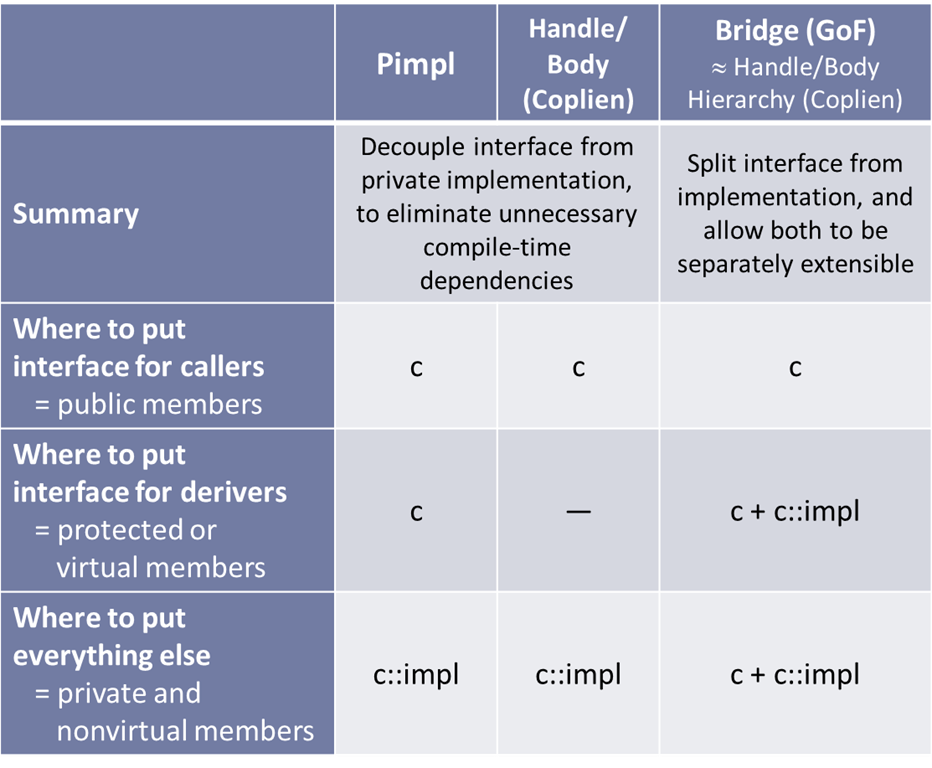 Pimpl
Handle/
Body
(Coplien)
Bridge (GoF)
≈ Handle/Body
Hierarchy (Coplien)
Summary
Decouple interface from
private implementation,
to eliminate unnecessary
compile-time
dependencies
Split interface from
implementation, and
allow both to be
separately extensible
Where to put
interface for callers
= public members
c
c
c
Where to put
interface for derivers
= protected or
virtual members
c
—
c + c::impl
Where to put
everything else
= private and
nonvirtual members
c::impl
c::impl
c + c::impl